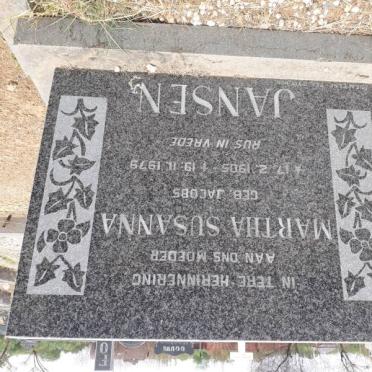 IN TERE HERINNERING
AAN ONS MOEDER
MARTHA SUSANNA
GEB. JACOBS
* 17. 2. 1905 - † 19. 11. 1979
RUS IN VREDE
JANSEN